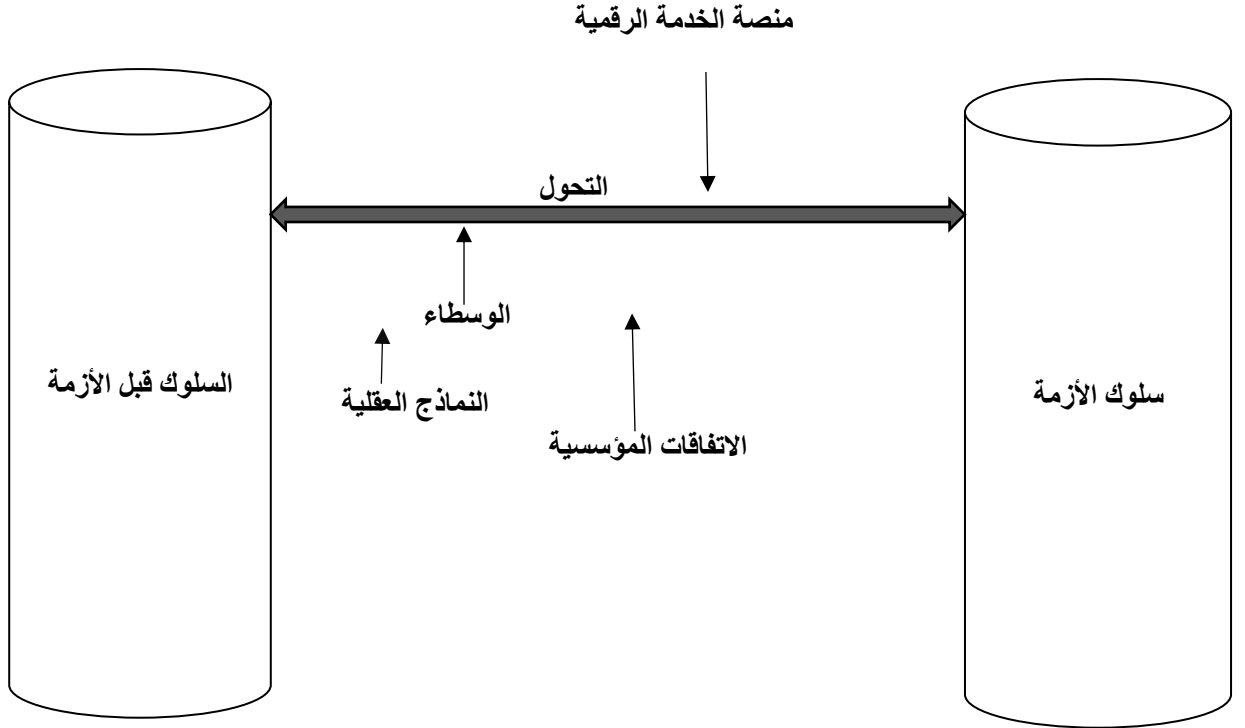 منصة الخدمة الرقمية
التحول
الوسطاء
السلوك قبل الأزمة
النماذج العقلية
سلوك الأزمة
الاتفاقات المؤسسية